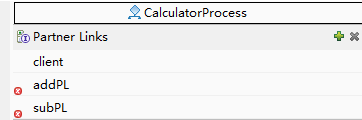 CalculatorProcess
Partner Links
client
addPL
subPL